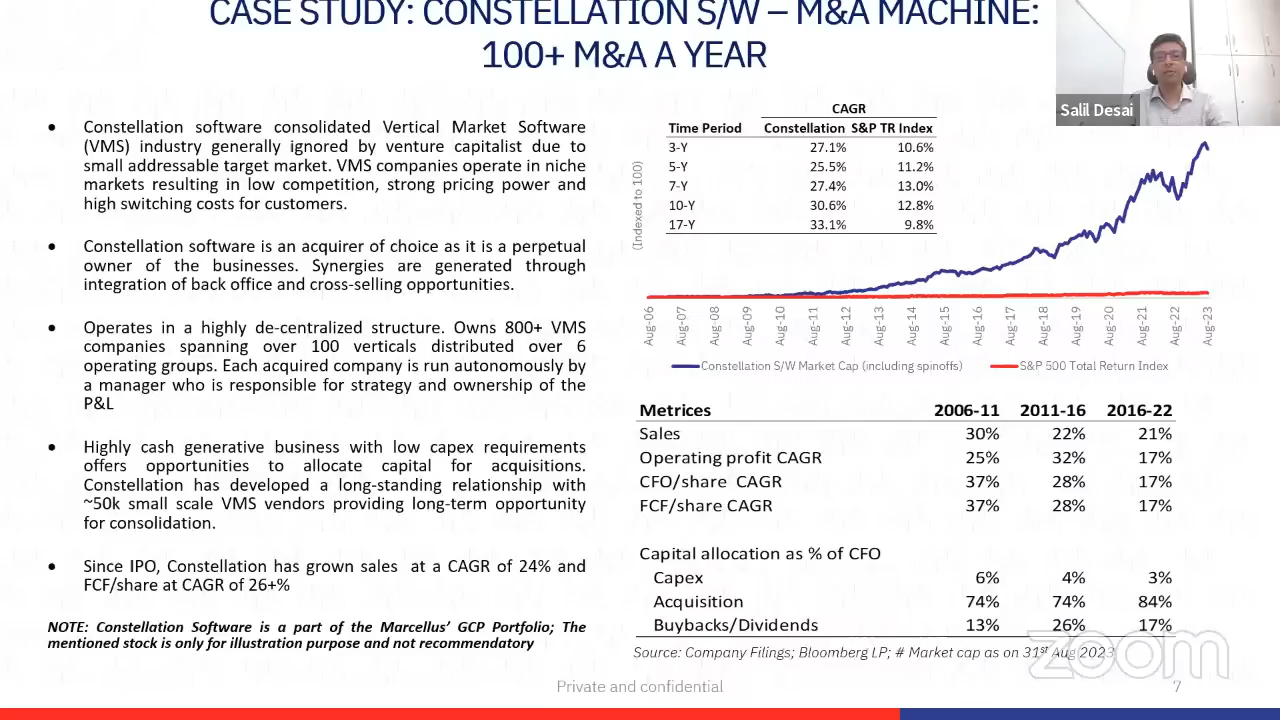 CASE STUDY: CONSTELLATION S/W – M&A MACHINE:
100+ M&A A YEAR
Salil Desai
• Constellation software consolidated Vertical Market Software
(VMS) industry generally ignored by venture capitalist due to
small addressable target market. VMS companies operate in niche
markets resulting in low competition, strong pricing power and
high switching costs for customers.
• Constellation software is an acquirer of choice as it is a perpetual
owner of the businesses. Synergies are generated through
integration of back office and cross-selling opportunities.
• Operates in a highly de-centralized structure: Owns 800+ VMS
companies spanning over 100 verticals distributed over 6
operating groups. Each acquired company is run autonomously by
a manager who is responsible for strategy and ownership of the
P&L
• Highly cash generative business with low capex requirements
offers opportunities to allocate capital for acquisitions.
Constellation has developed a long-standing relationship with
~50k small scale VMS vendors providing long-term opportunity
for consolidation.
• Since IPO, Constellation has grown sales at a CAGR of 24% and
FCF/share at CAGR of 26+%
NOTE: Constellation Software is a part of the Marcellus' GCP Portfolio; The
mentioned stock is only for illustration purpose and not recommendatory
CAGR
Time Period Constellation S&P TR Index
3-Y 27.1% 10.6%
5-Y 25.5% 11.2%
7-Y 27.4% 13.0%
10-Y 30.6% 12.8%
17-Y 33.1% 9.8%
(Indexed to 100)
Aug-06 Aug-07 Aug-08 Aug-09 Aug-10 Aug-11 Aug-12 Aug-13 Aug-14 Aug-15 Aug-16 Aug-17 Aug-18 Aug-19 Aug-20 Aug-21 Aug-22 Aug-23
Constellation S/W Market Cap (including spinoffs) S&P 500 Total Return Index
Metrices 2006-11 2011-16 2016-22
Sales 30% 22% 21%
Operating profit CAGR 25% 32% 17%
CFO/share CAGR 37% 28% 17%
FCF/share CAGR 37% 28% 17%
Capital allocation as % of CFO
Capex 6% 4% 3%
Acquisition 74% 74% 84%
Buybacks/Dividends 13% 26% 17%
Source: Company Filings; Bloomberg LP; # Market cap as on 31st Aug 2023
zoom
Private and confidential
7